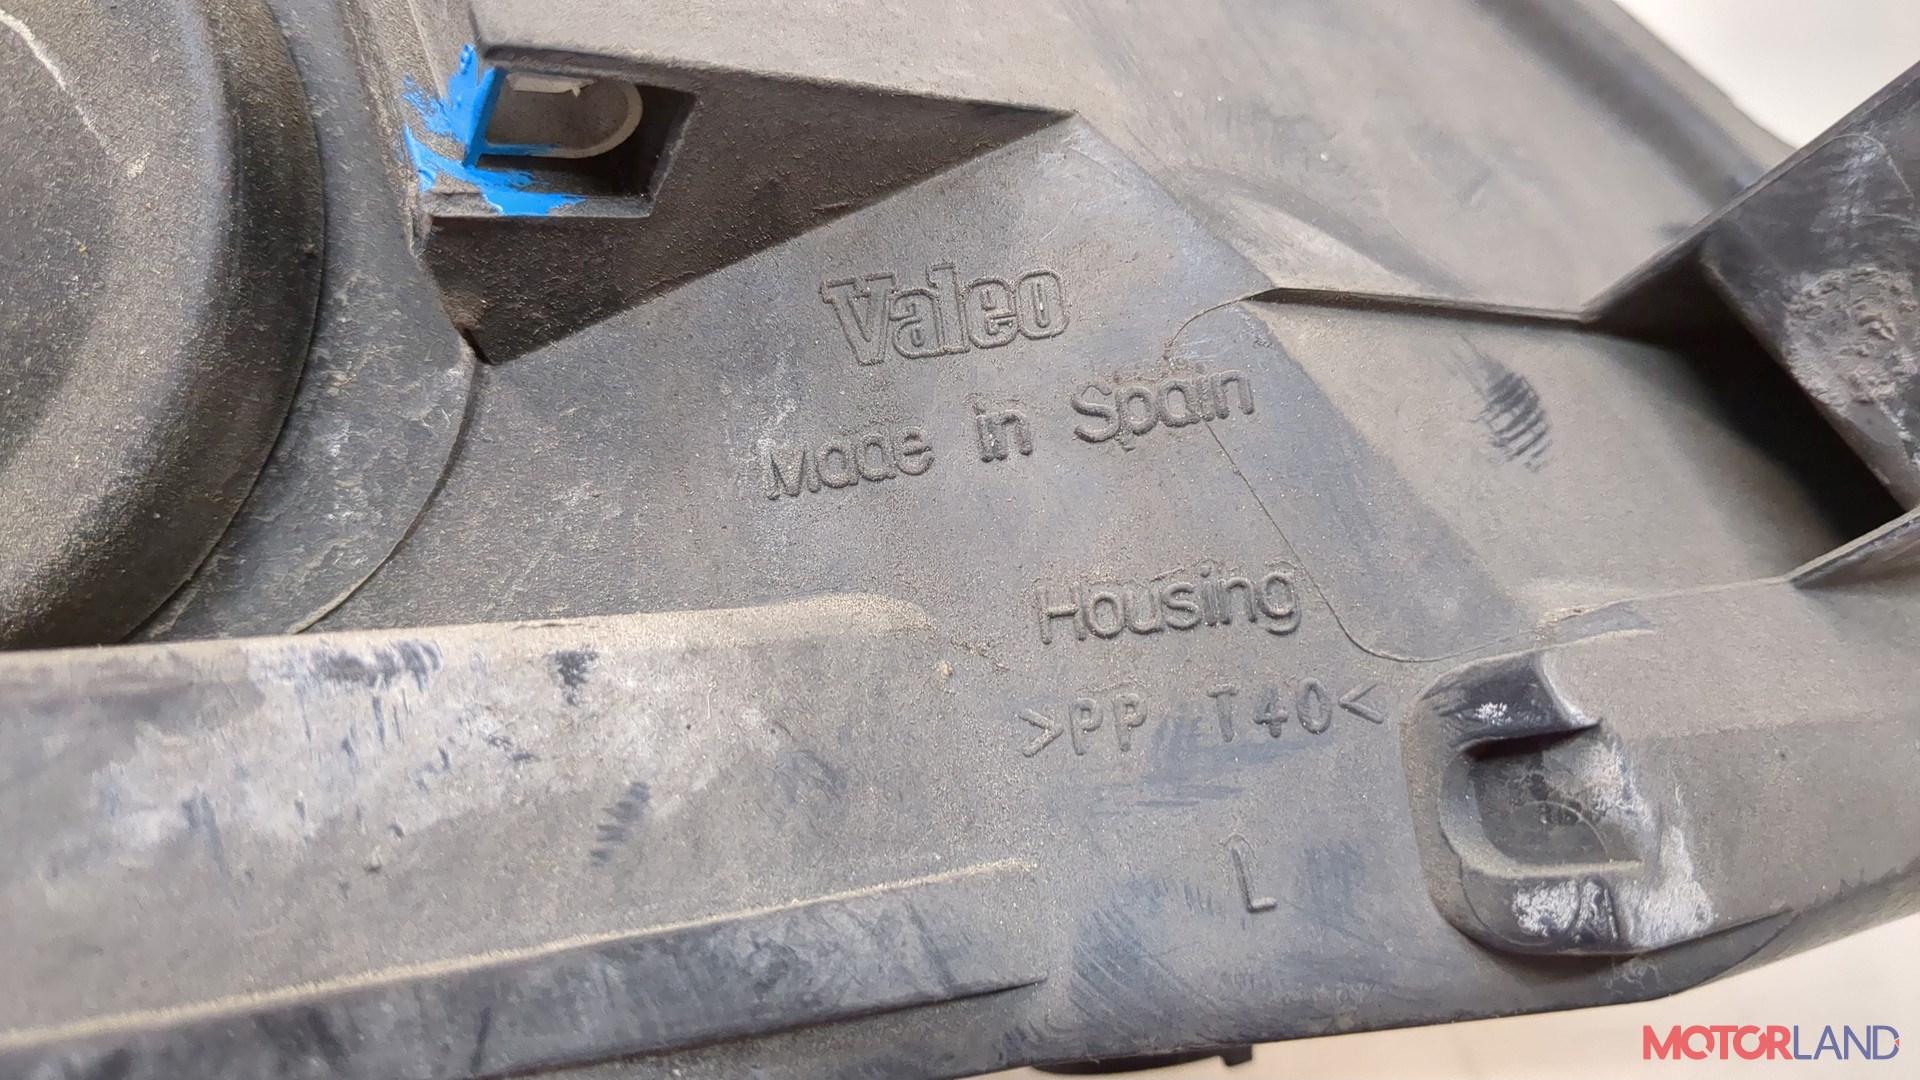 Valeo
Made in Spain
Housing
>PP T40<
L
MOTORLAND